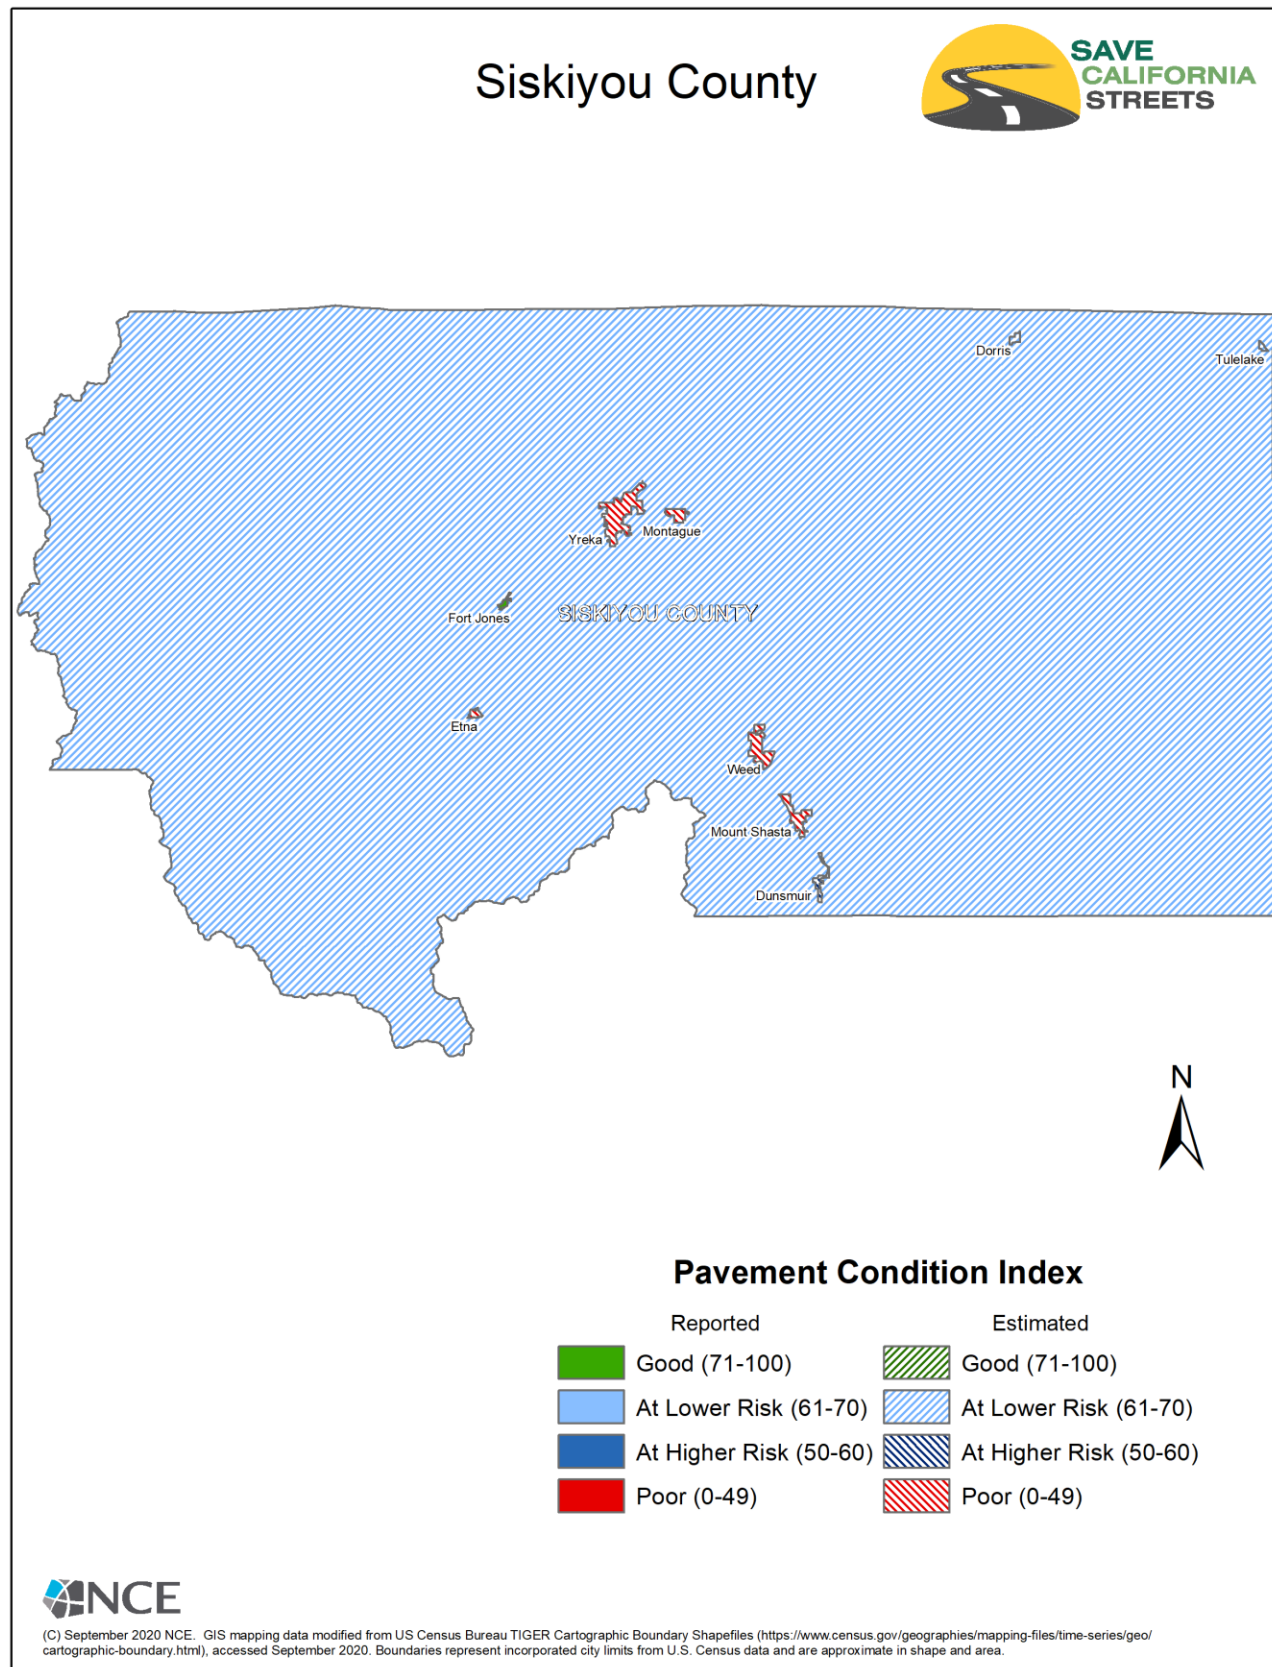 Siskiyou County
SAVE
CALIFORNIA
STREETS
Dorris
Tulelake
Yreka
Montague
Fort Jones
SISKIYOU COUNTY
Etna
Weed
Mount Shasta
Dunsmuir
N
Pavement Condition Index
Reported
Estimated
Good (71-100)
Good (71-100)
At Lower Risk (61-70)
At Lower Risk (61-70)
At Higher Risk (50-60)
At Higher Risk (50-60)
Poor (0-49)
Poor (0-49)
NCE
(C) September 2020 NCE. GIS mapping data modified from US Census Bureau TIGER Cartographic Boundary Shapefiles (https://www.census.gov/geographies/mapping-files/time-series/geo/
cartographic-boundary.html), accessed September 2020. Boundaries represent incorporated city limits from U.S. Census data and are approximate in shape and area.